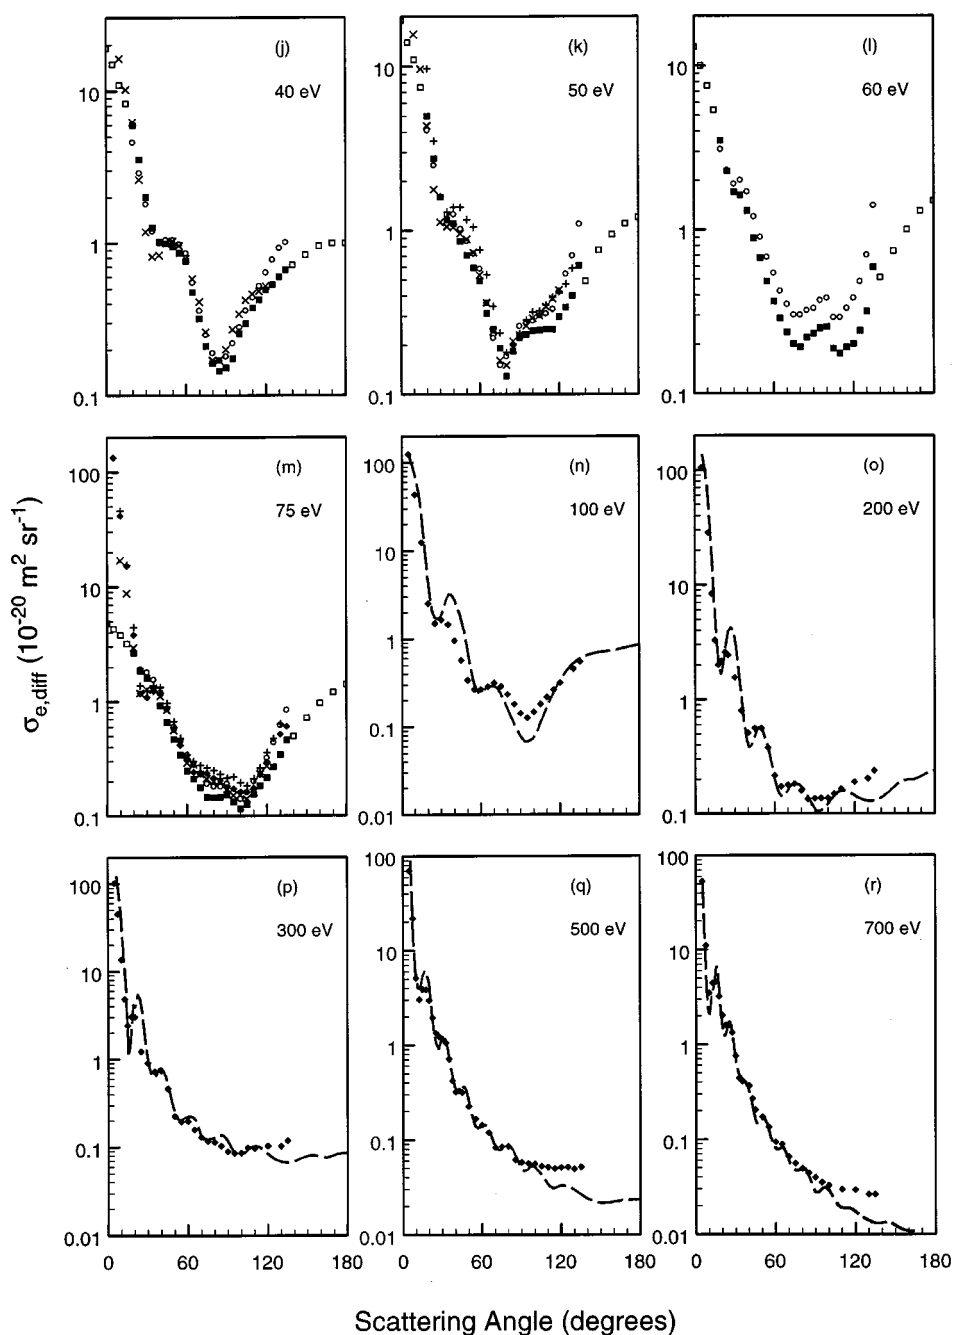 (j)
40 eV
10
1
0.1
(k)
50 eV
10
1
0.1
(l)
60 eV
10
1
0.1
(m)
75 eV
100
10
1
0.1
(n)
100 eV
100
10
1
0.1
0.01
(o)
200 eV
100
10
1
0.1
σe,diff (10-20 m2 sr-1)
(p)
300 eV
100
10
1
0.1
0.01
0 60 120 180
(q)
500 eV
100
10
1
0.1
0.01
0 60 120 180
(r)
700 eV
100
10
1
0.1
0.01
0 60 120 180
Scattering Angle (degrees)